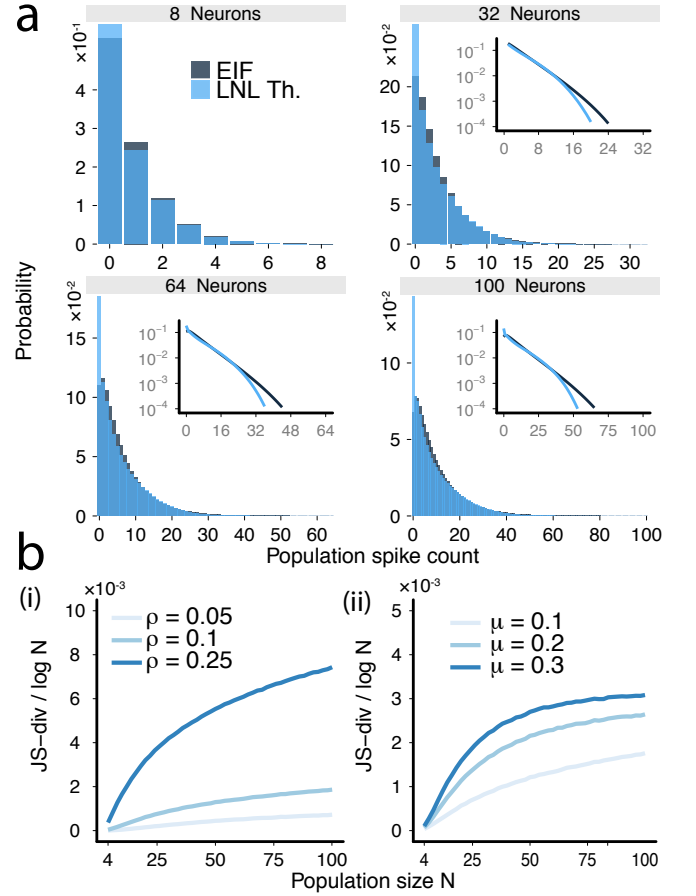 a
8 Neurons
32 Neurons
×10⁻¹
×10⁻²
EIF
LNL Th.
4
3
2
1
0
0 2 4 6 8
20
15
10
5
0
0 5 10 15 20 25 30
10⁻¹
10⁻²
10⁻³
10⁻⁴
0 8 16 24 32
Probability
64 Neurons
100 Neurons
×10⁻²
×10⁻²
15
10
5
0
0 10 20 30 40 50 60
10⁻¹
10⁻²
10⁻³
10⁻⁴
0 16 32 48 64
10
5
0
0 20 40 60 80 100
10⁻¹
10⁻²
10⁻³
10⁻⁴
0 25 50 75 100
Population spike count
b
(i)
×10⁻³
10
8
6
4
2
0
JS−div / log N
ρ = 0.05
ρ = 0.1
ρ = 0.25
4 25 50 75 100
(ii)
×10⁻³
5
4
3
2
1
0
JS−div / log N
μ = 0.1
μ = 0.2
μ = 0.3
4 25 50 75 100
Population size N